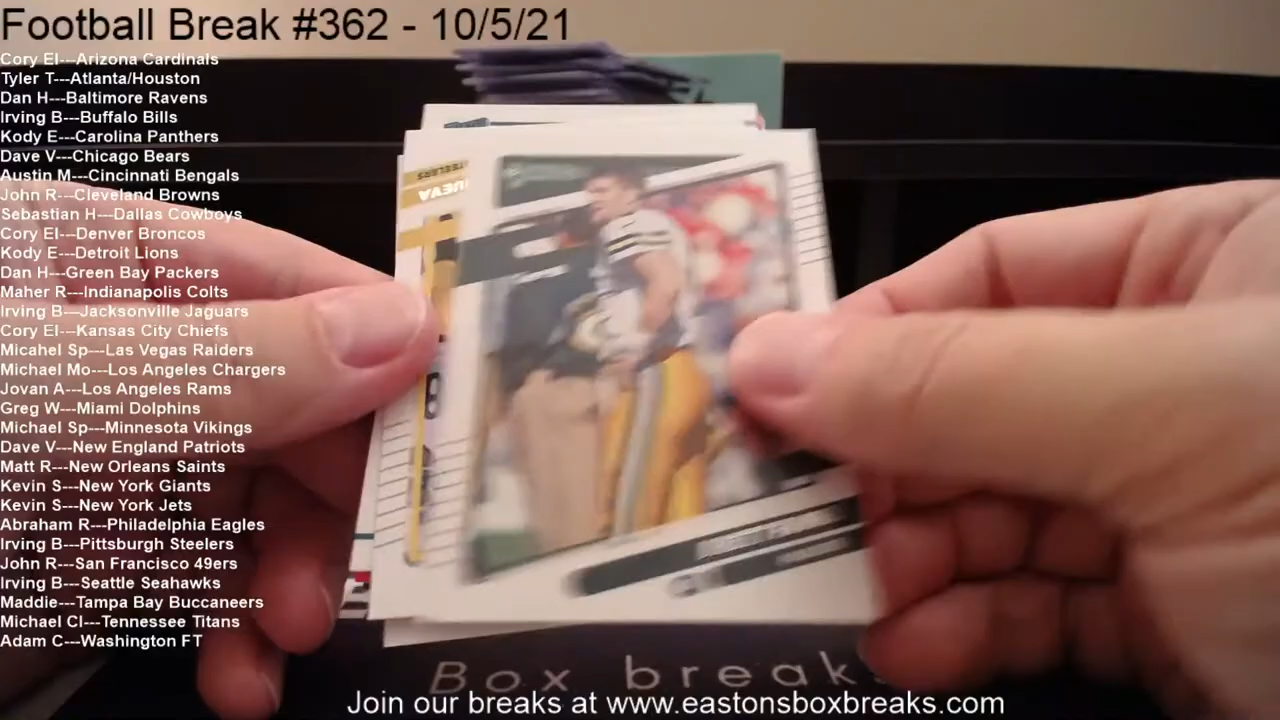 Football Break #362 - 10/5/21
Cory El---Arizona Cardinals
Tyler T---Atlanta/Houston
Dan H---Baltimore Ravens
Irving B---Buffalo Bills
Kody E---Carolina Panthers
Dave V---Chicago Bears
Austin M---Cincinnati Bengals
John R---Cleveland Browns
Sebastian H---Dallas Cowboys
Cory El---Denver Broncos
Kody E---Detroit Lions
Dan H---Green Bay Packers
Maher R---Indianapolis Colts
Irving B---Jacksonville Jaguars
Cory El---Kansas City Chiefs
Micahel Sp---Las Vegas Raiders
Michael Mo---Los Angeles Chargers
Jovan A---Los Angeles Rams
Greg W---Miami Dolphins
Michael Sp---Minnesota Vikings
Dave V---New England Patriots
Matt R---New Orleans Saints
Kevin S---New York Giants
Kevin S---New York Jets
Abraham R---Philadelphia Eagles
Irving B---Pittsburgh Steelers
John R---San Francisco 49ers
Irving B---Seattle Seahawks
Maddie---Tampa Bay Buccaneers
Michael Cl---Tennessee Titans
Adam C---Washington FT
STEELERS
Box breaks
Join our breaks at www.eastonsboxbreaks.com